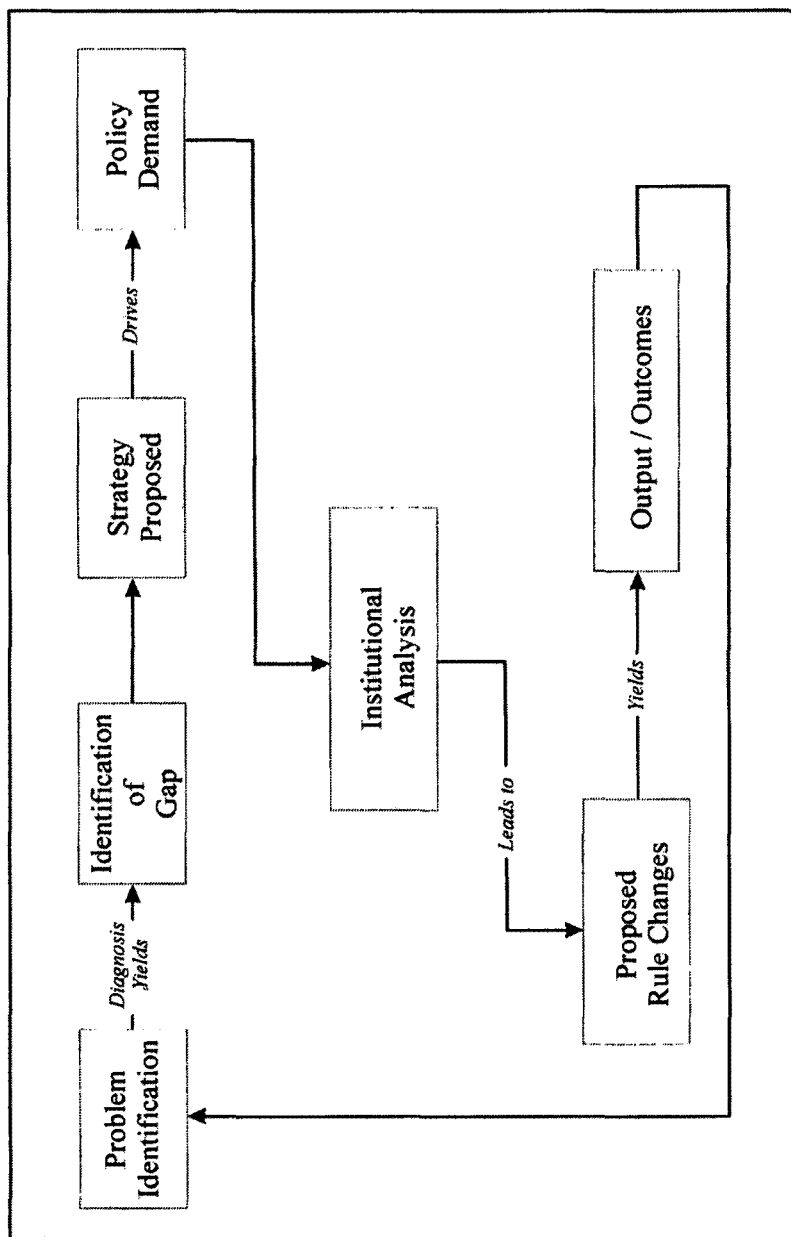 Problem
Identification
Diagnosis
Yields
Identification
of
Gap
Strategy
Proposed
Drives
Policy
Demand
Institutional
Analysis
Leads to
Proposed
Rule Changes
Yields
Output / Outcomes